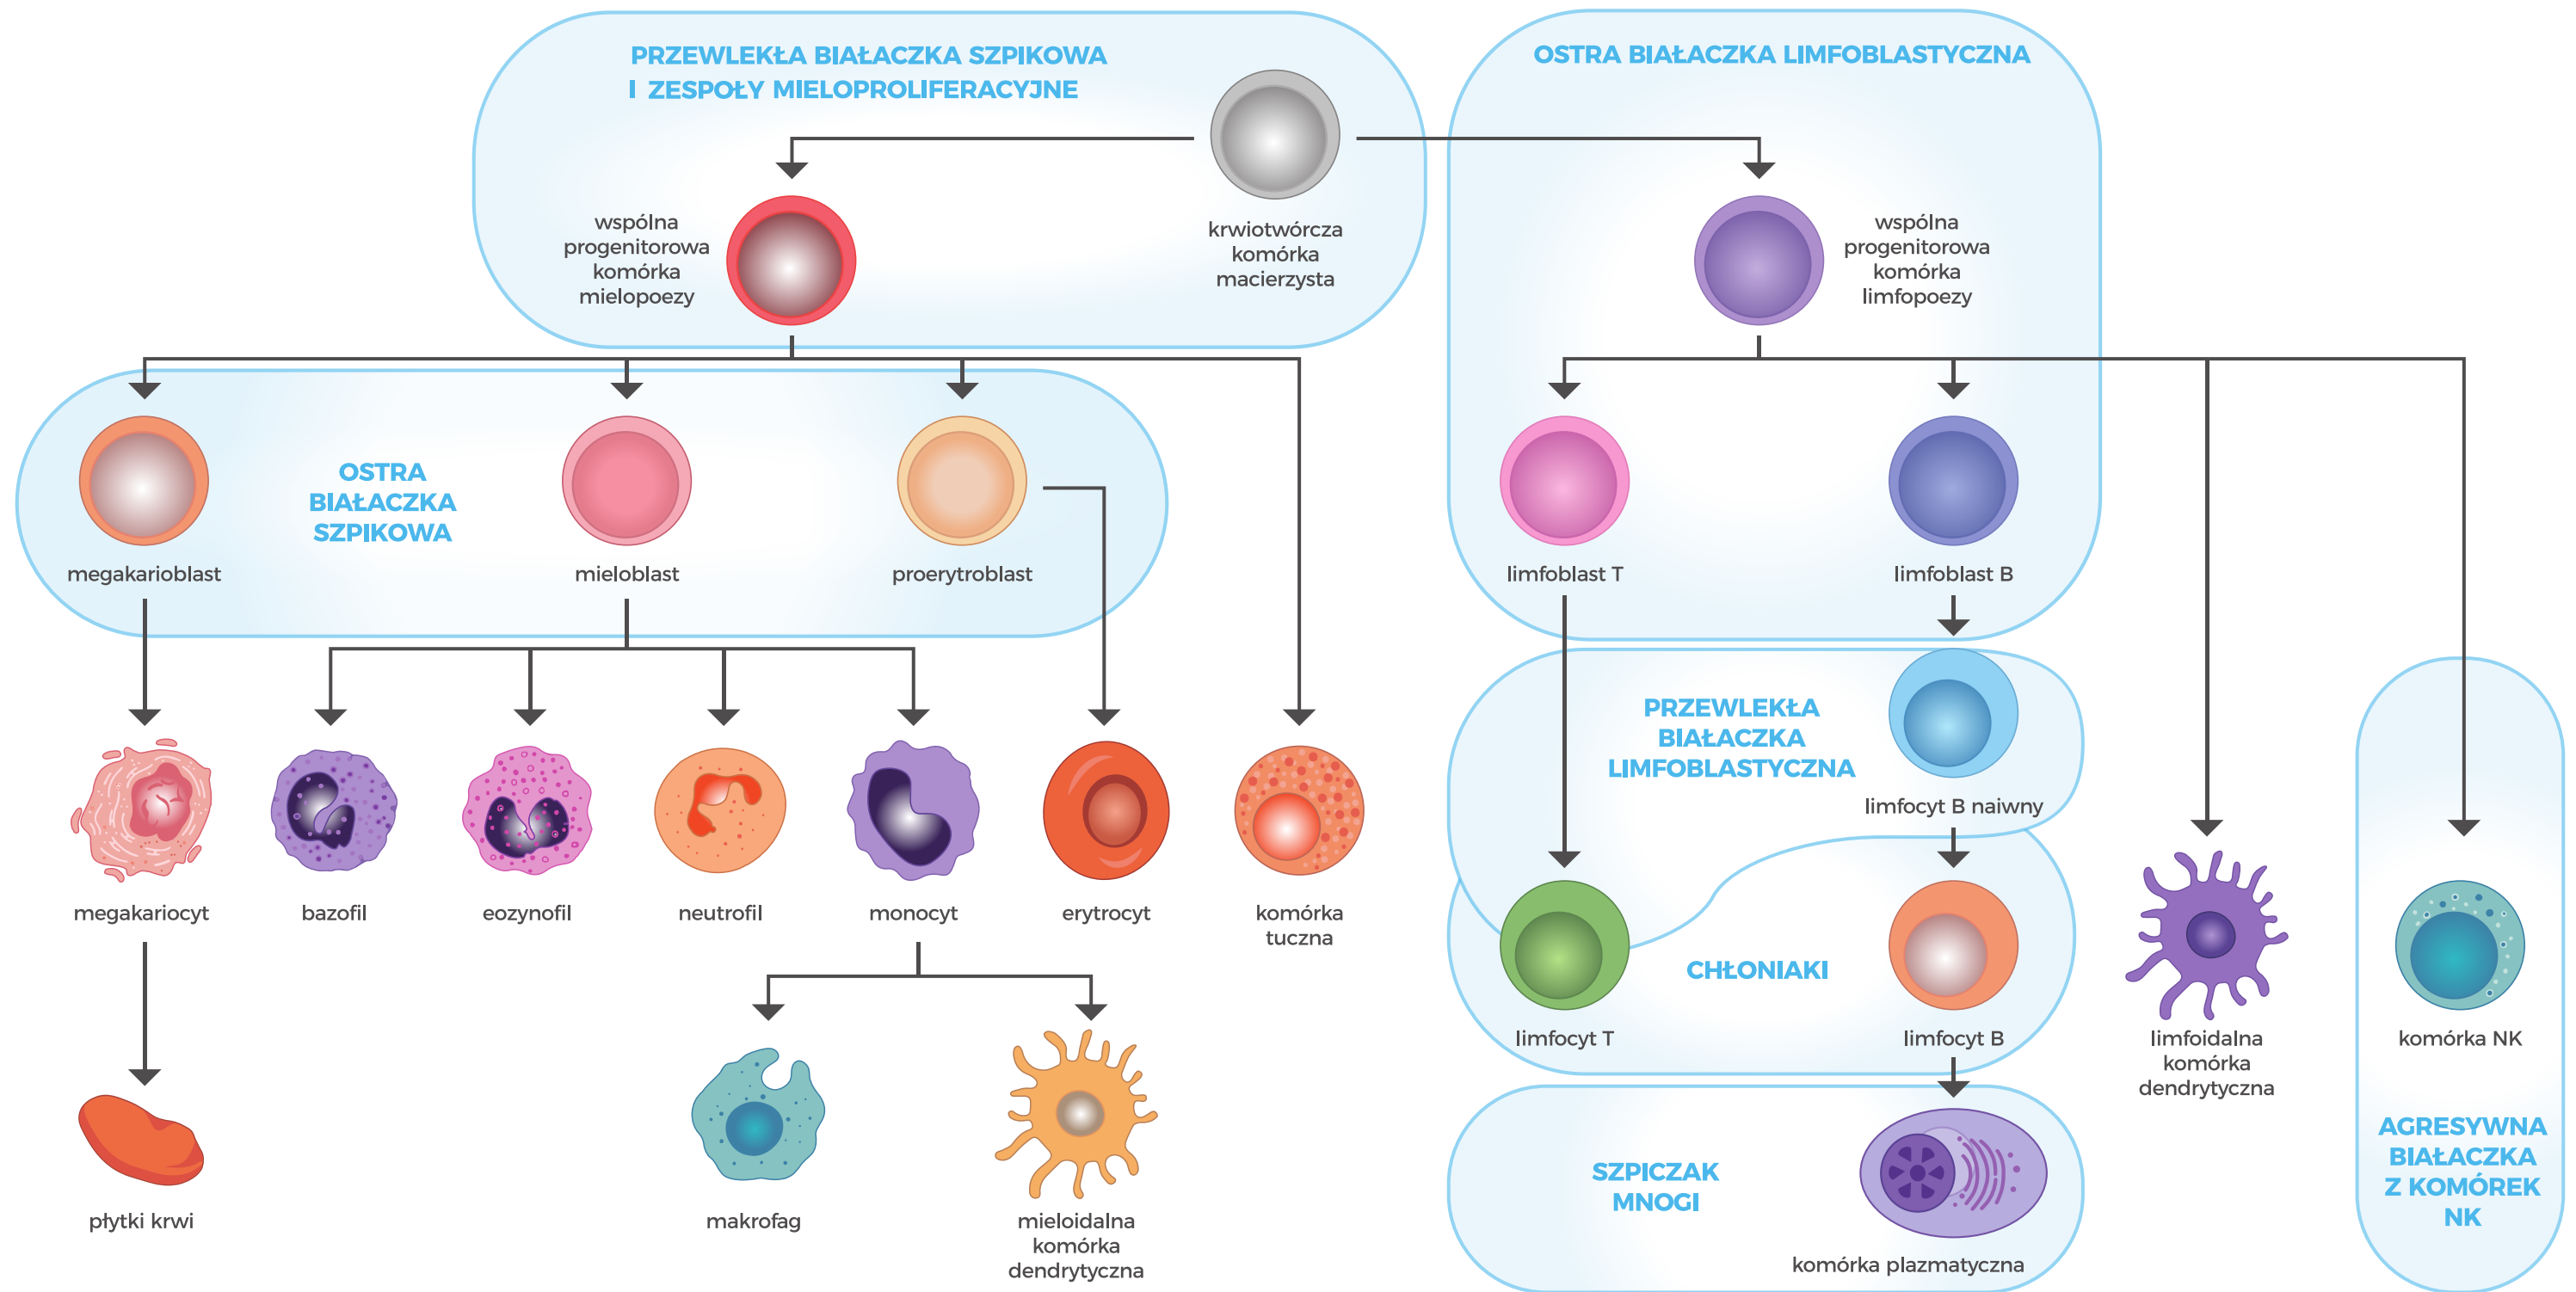 PRZEWLEKŁA BIAŁACZKA SZPIKOWA
I ZESPOŁY MIELOPROLIFERACYJNE
OSTRA BIAŁACZKA LIMFOBLASTYCZNA
wspólna
progenitorowa
komórka
mielopoezy
krwiotwórcza
komórka
macierzysta
wspólna
progenitorowa
komórka
limfopoezy
OSTRA
BIAŁACZKA
SZPIKOWA
megakarioblast
mieloblast
proerytroblast
limfoblast T
limfoblast B
PRZEWLEKŁA
BIAŁACZKA
LIMFOBLASTYCZNA
limfocyt B naiwny
megakariocyt
bazofil
eozynofil
neutrofil
monocyt
erytrocyt
komórka
tuczna
CHŁONIAKI
limfocyt T
limfocyt B
limfoidalna
komórka
dendrytyczna
komórka NK
AGRESYWNA
BIAŁACZKA
Z KOMÓREK
NK
SZPICZAK
MNOGI
płytki krwi
makrofag
mieloidalna
komórka
dendrytyczna
komórka plazmatyczna